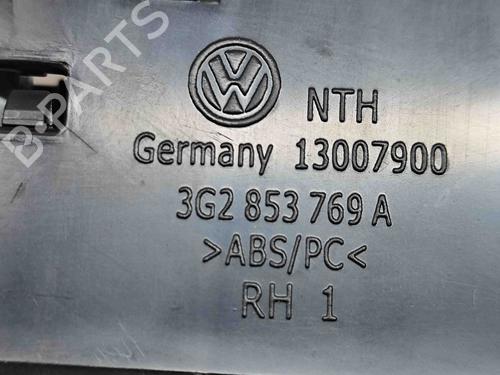 B-PARTS
NTH
Germany 13007900
3G2 853 769 A
>ABS/PC<
RH 1